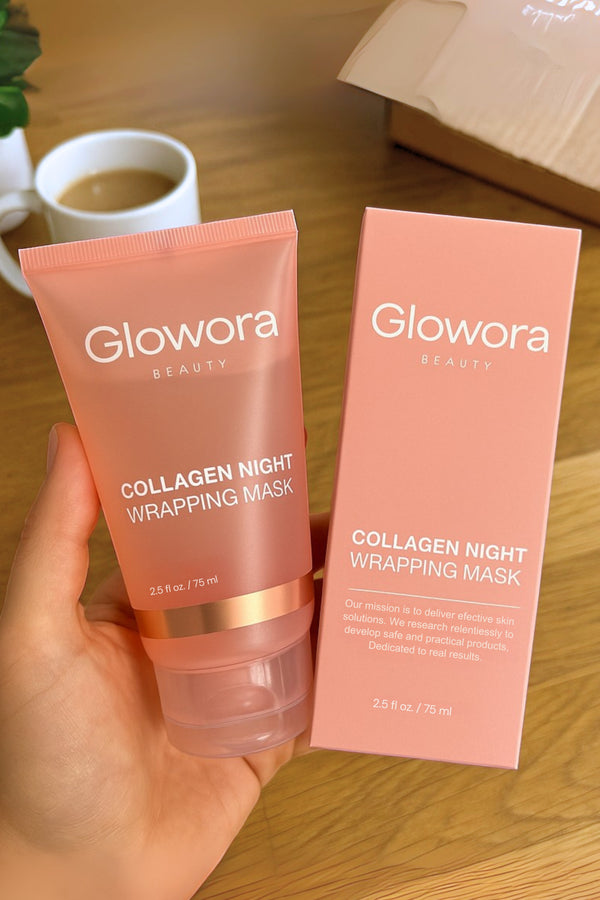 Glowora
BEAUTY
COLLAGEN NIGHT
WRAPPING MASK
2.5 fl oz. / 75 ml
Glowora
BEAUTY
COLLAGEN NIGHT
WRAPPING MASK
Our mission is to deliver efective skin
solutions. We research relentlessly to
develop safe and practical products,
Dedicated to real results.
2.5 fl oz. / 75 ml